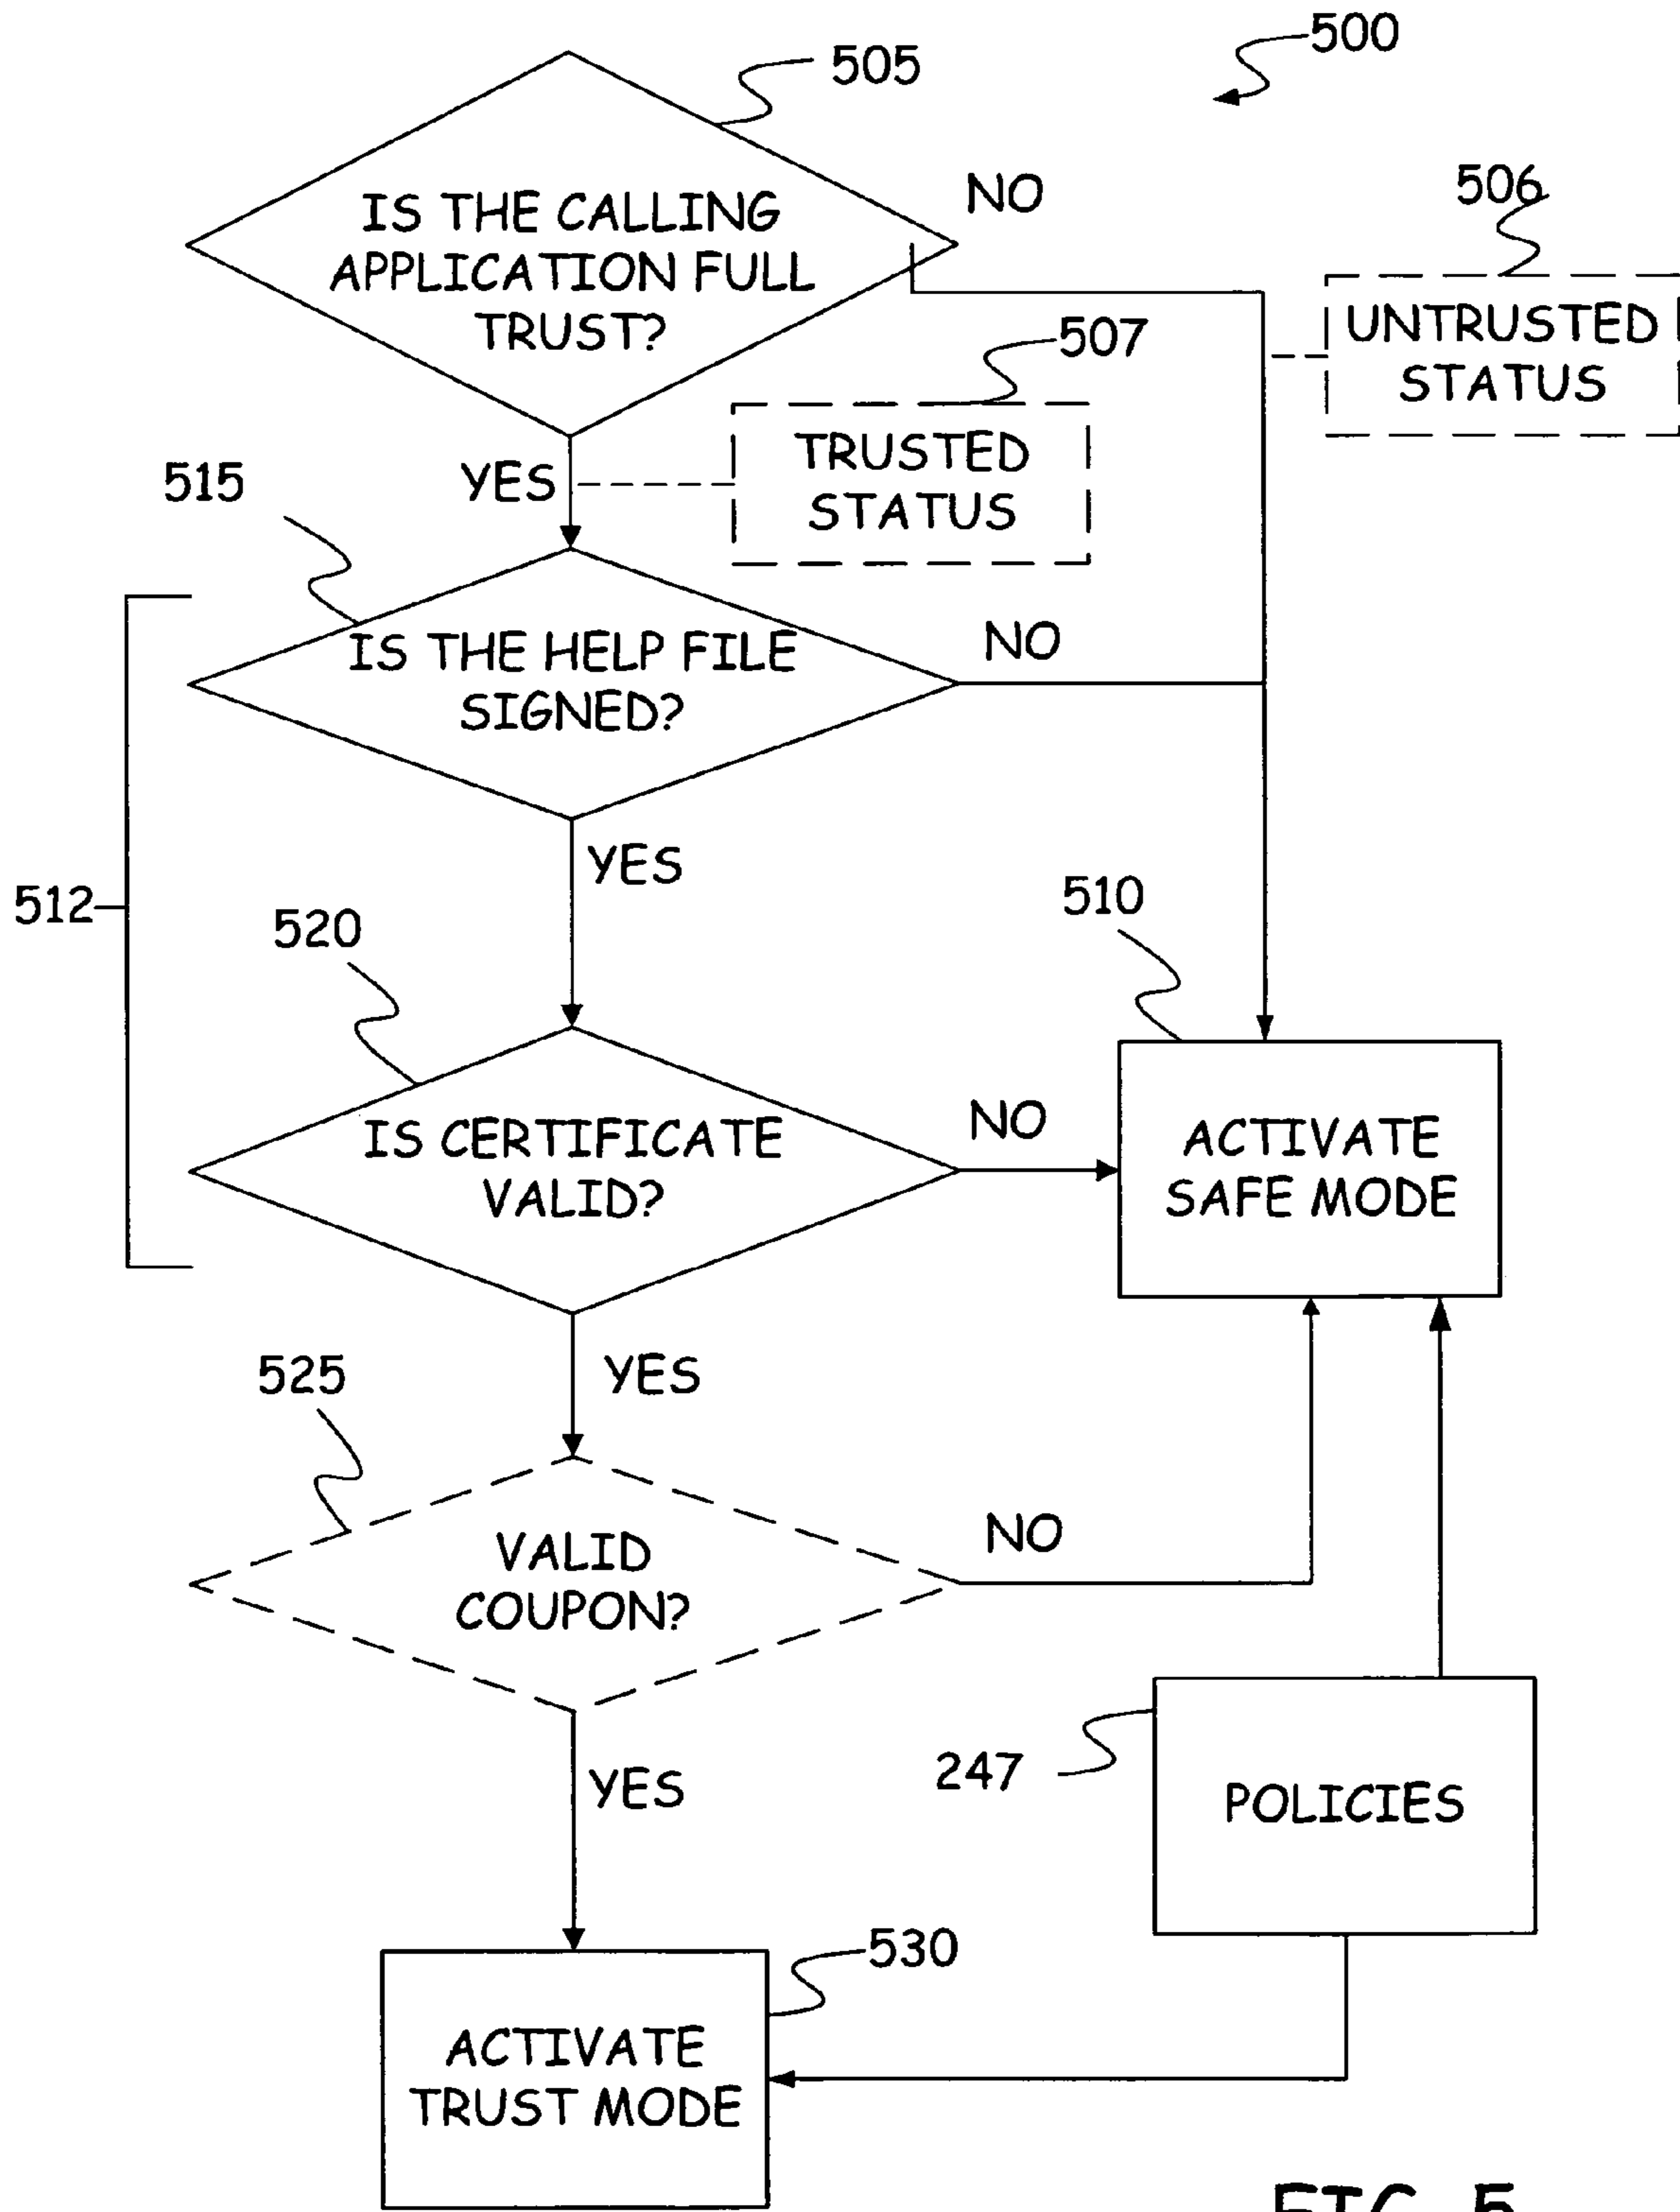 500
505
IS THE CALLING
APPLICATION FULL
TRUST?
NO
506
UNTRUSTED
STATUS
507
TRUSTED
STATUS
YES
515
IS THE HELP FILE
SIGNED?
NO
YES
512
510
520
IS CERTIFICATE
VALID?
NO
ACTIVATE
SAFE MODE
YES
525
VALID
COUPON?
NO
YES
247
POLICIES
530
ACTIVATE
TRUST MODE
FIG. 5